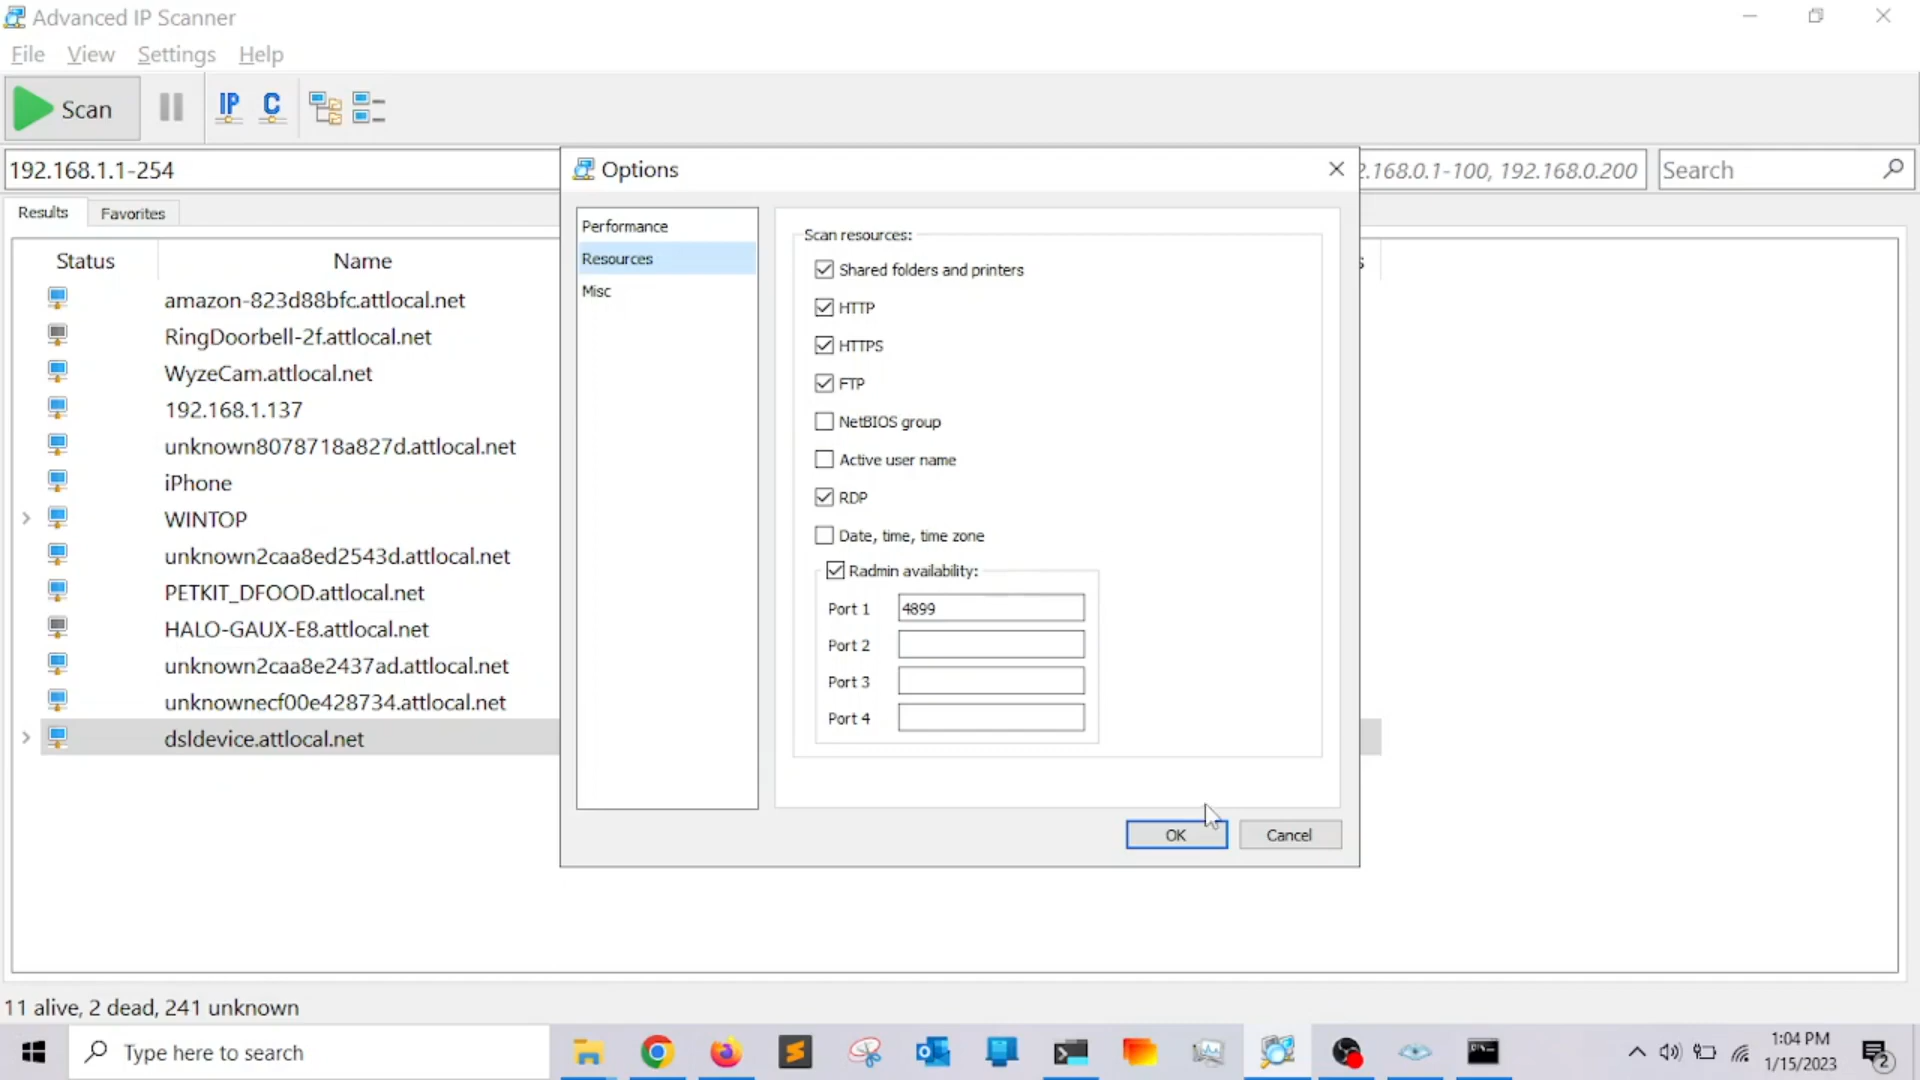 Advanced IP Scanner
File View Settings Help
Scan
IP C
192.168.1.1-254
2.168.0.1-100, 192.168.0.200
Search
Results Favorites
Status Name
amazon-823d88bfc.attlocal.net
RingDoorbell-2f.attlocal.net
WyzeCam.attlocal.net
192.168.1.137
unknown8078718a827d.attlocal.net
iPhone
WINTOP
unknown2caa8ed2543d.attlocal.net
PETKIT_DFOOD.attlocal.net
HALO-GAUX-E8.attlocal.net
unknown2caa8e2437ad.attlocal.net
unknownecf00e428734.attlocal.net
dsldevice.attlocal.net
Options
Performance
Resources
Misc
Scan resources:
Shared folders and printers
HTTP
HTTPS
FTP
NetBIOS group
Active user name
RDP
Date, time, time zone
Radmin availability:
Port 1 4899
Port 2
Port 3
Port 4
OK Cancel
11 alive, 2 dead, 241 unknown
Type here to search
1:04 PM
1/15/2023
2